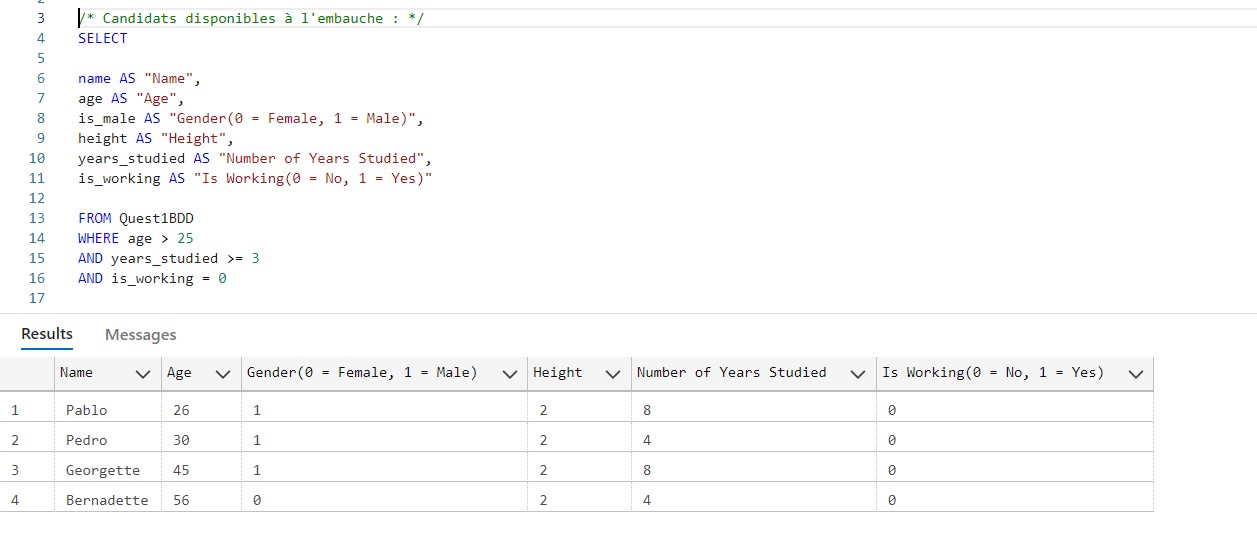 3 /* Candidats disponibles à l'embauche : */
4 SELECT
5
6 name AS "Name",
7 age AS "Age",
8 is_male AS "Gender(0 = Female, 1 = Male)",
9 height AS "Height",
10 years_studied AS "Number of Years Studied",
11 is_working AS "Is Working(0 = No, 1 = Yes)"
12
13 FROM Quest1BDD
14 WHERE age > 25
15 AND years_studied >= 3
16 AND is_working = 0
17
Results Messages
Name Age Gender(0 = Female, 1 = Male) Height Number of Years Studied Is Working(0 = No, 1 = Yes)
1 Pablo 26 1 2 8 0
2 Pedro 30 1 2 4 0
3 Georgette 45 1 2 8 0
4 Bernadette 56 0 2 4 0